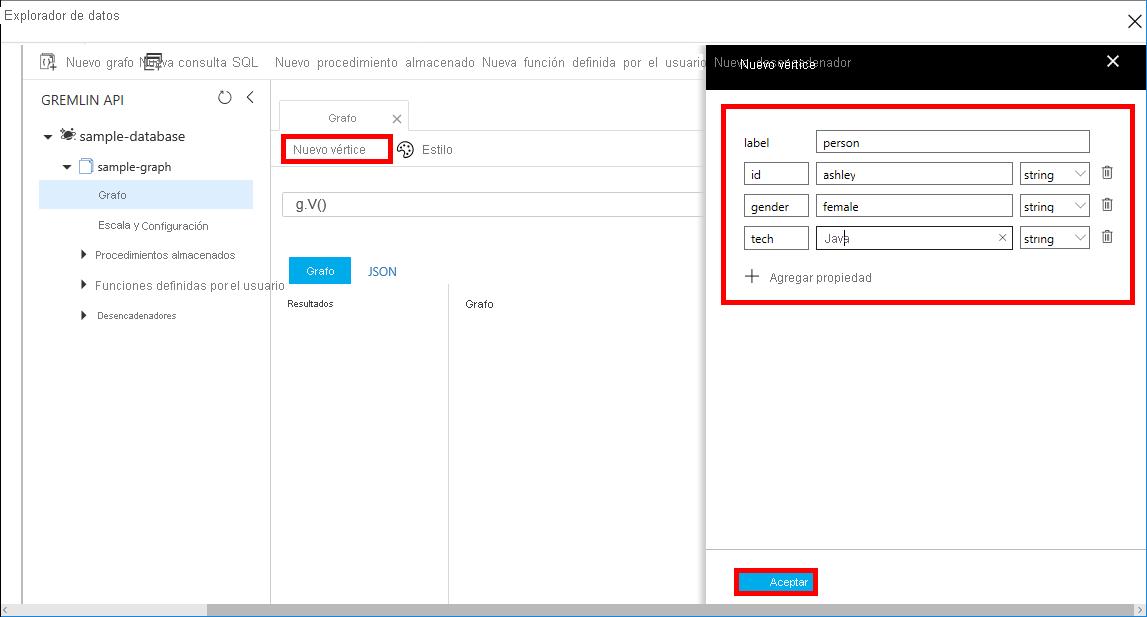 Explorador de datos
Nuevo grafo Nueva consulta SQL Nuevo procedimiento almacenado Nueva función definida por el usuario Nuevo desencadenador
Nuevo vértice
GREMLIN API
sample-database
sample-graph
Grafo
Escala y Configuración
Procedimientos almacenados
Funciones definidas por el usuario
Desencadenadores
Grafo
Nuevo vértice
Estilo
g.V()
Grafo
JSON
Resultados
Grafo
label person
id ashley string
gender female string
tech Java string
Agregar propiedad
Aceptar